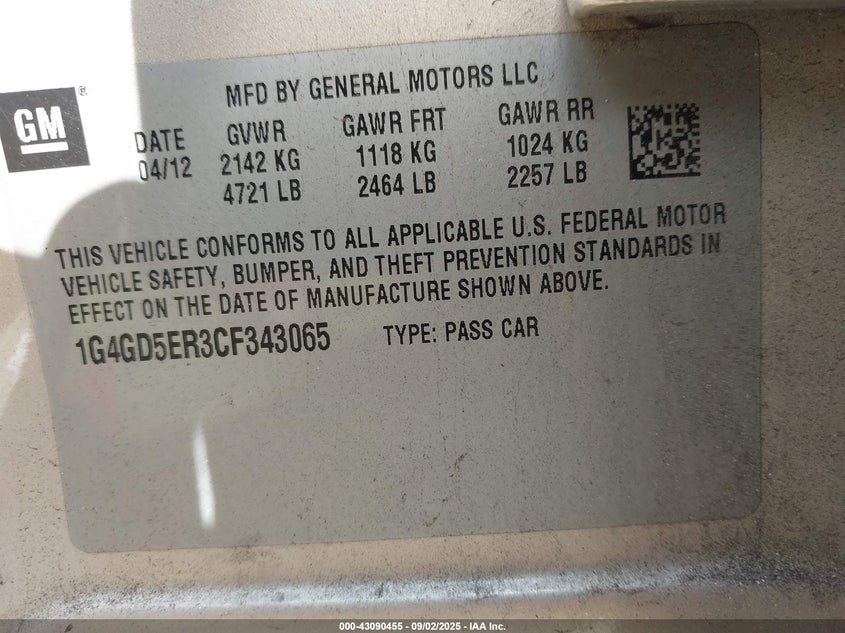 MFD BY GENERAL MOTORS LLC
GM
DATE GVWR GAWR FRT GAWR RR
04/12 2142 KG 1118 KG 1024 KG
4721 LB 2464 LB 2257 LB
THIS VEHICLE CONFORMS TO ALL APPLICABLE U.S. FEDERAL MOTOR
VEHICLE SAFETY, BUMPER, AND THEFT PREVENTION STANDARDS IN
EFFECT ON THE DATE OF MANUFACTURE SHOWN ABOVE.
1G4GD5ER3CF343065 TYPE: PASS CAR
000-43090455 - 09/02/2025 - IAA Inc.